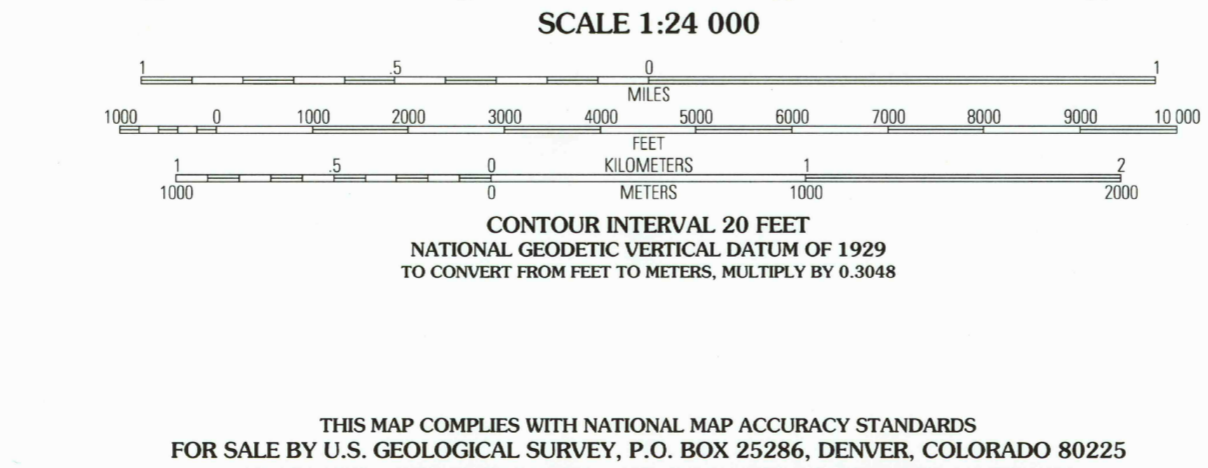 SCALE 1:24 000
1 .5 0 1
MILES
1000 0 1000 2000 3000 4000 5000 6000 7000 8000 9000 10 000
FEET
1 .5 0 KILOMETERS 1 2
1000 0 METERS 1000 2000
CONTOUR INTERVAL 20 FEET
NATIONAL GEODETIC VERTICAL DATUM OF 1929
TO CONVERT FROM FEET TO METERS, MULTIPLY BY 0.3048
THIS MAP COMPLIES WITH NATIONAL MAP ACCURACY STANDARDS
FOR SALE BY U.S. GEOLOGICAL SURVEY, P.O. BOX 25286, DENVER, COLORADO 80225